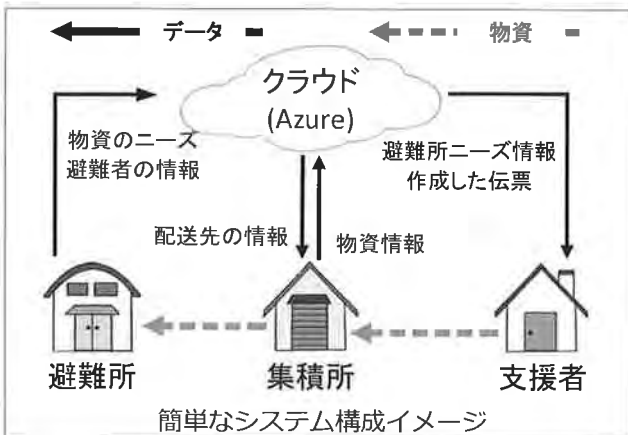 データ 物資
クラウド
(Azure)
物資のニーズ
避難者の情報
避難所ニーズ情報
作成した伝票
配送先の情報 物資情報
避難所 集積所 支援者
簡単なシステム構成イメージ